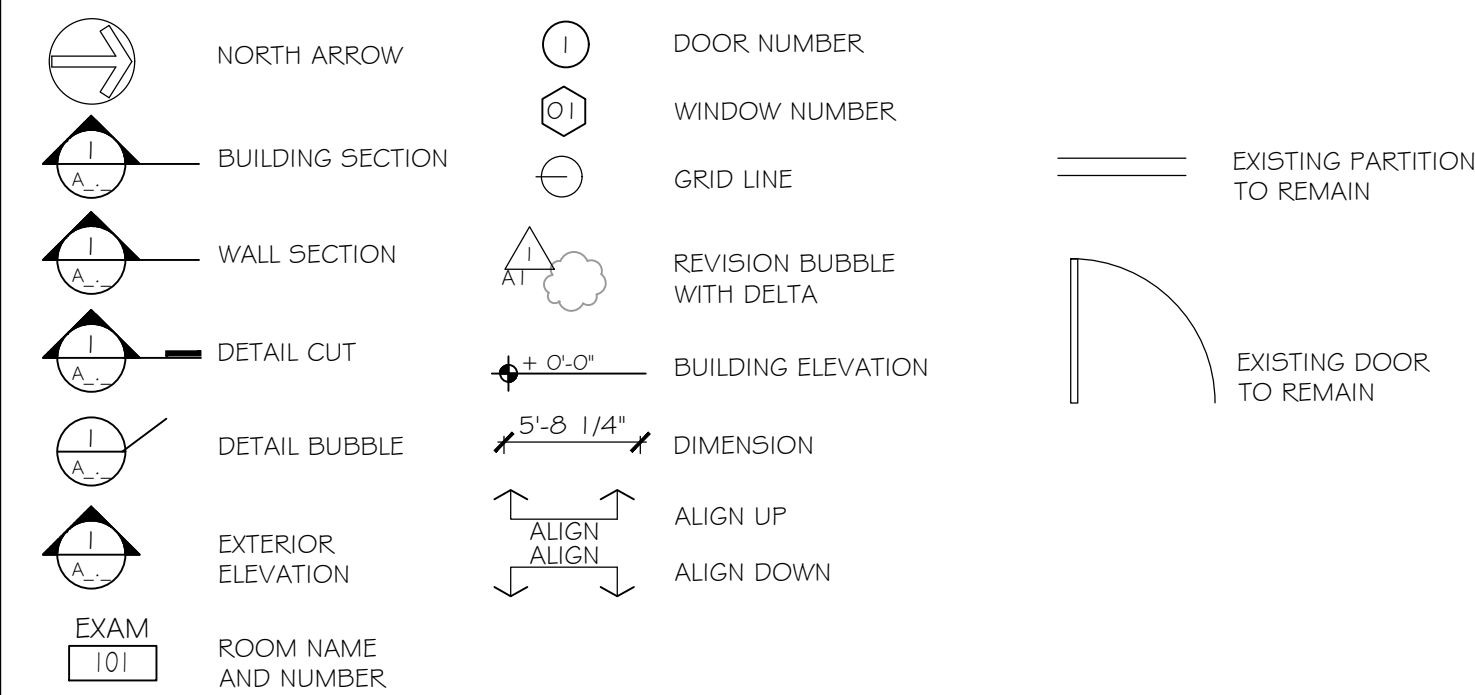 NORTH ARROW
1
A_._
BUILDING SECTION
1
A_._
WALL SECTION
1
A_._
DETAIL CUT
1
A_._
DETAIL BUBBLE
1
A_._
EXTERIOR
ELEVATION
EXAM
101
ROOM NAME
AND NUMBER
1
DOOR NUMBER
01
WINDOW NUMBER
GRID LINE
1
A1
REVISION BUBBLE
WITH DELTA
+ 0'-0"
BUILDING ELEVATION
5'-8 1/4"
DIMENSION
ALIGN
ALIGN UP
ALIGN
ALIGN DOWN
EXISTING PARTITION
TO REMAIN
EXISTING DOOR
TO REMAIN